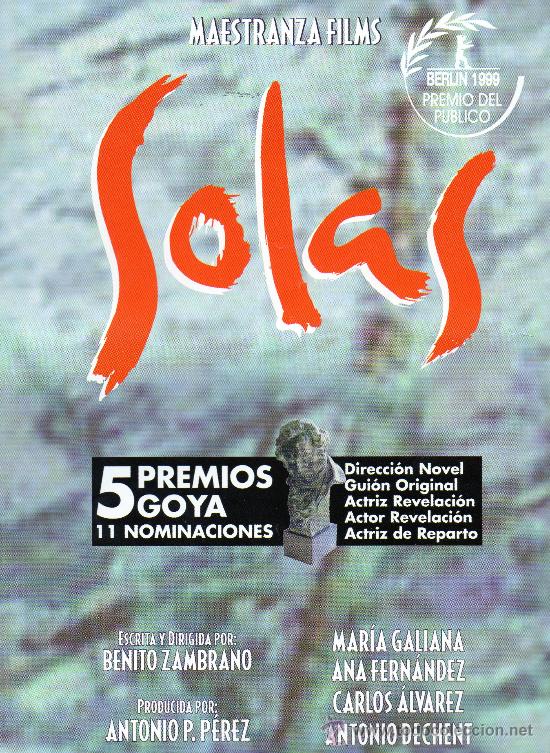 MAESTRANZA FILMS
BERLIN 1999
PREMIO DEL
PÚBLICO
Solas
5 PREMIOS
GOYA
11 NOMINACIONES
Dirección Novel
Guión Original
Actriz Revelación
Actor Revelación
Actriz de Reparto
ESCRITA Y DIRIGIDA POR:
BENITO ZAMBRANO
PRODUCIDA POR:
ANTONIO P. PÉREZ
MARÍA GALIANA
ANA FERNÁNDEZ
CARLOS ÁLVAREZ
ANTONIO DECHENT